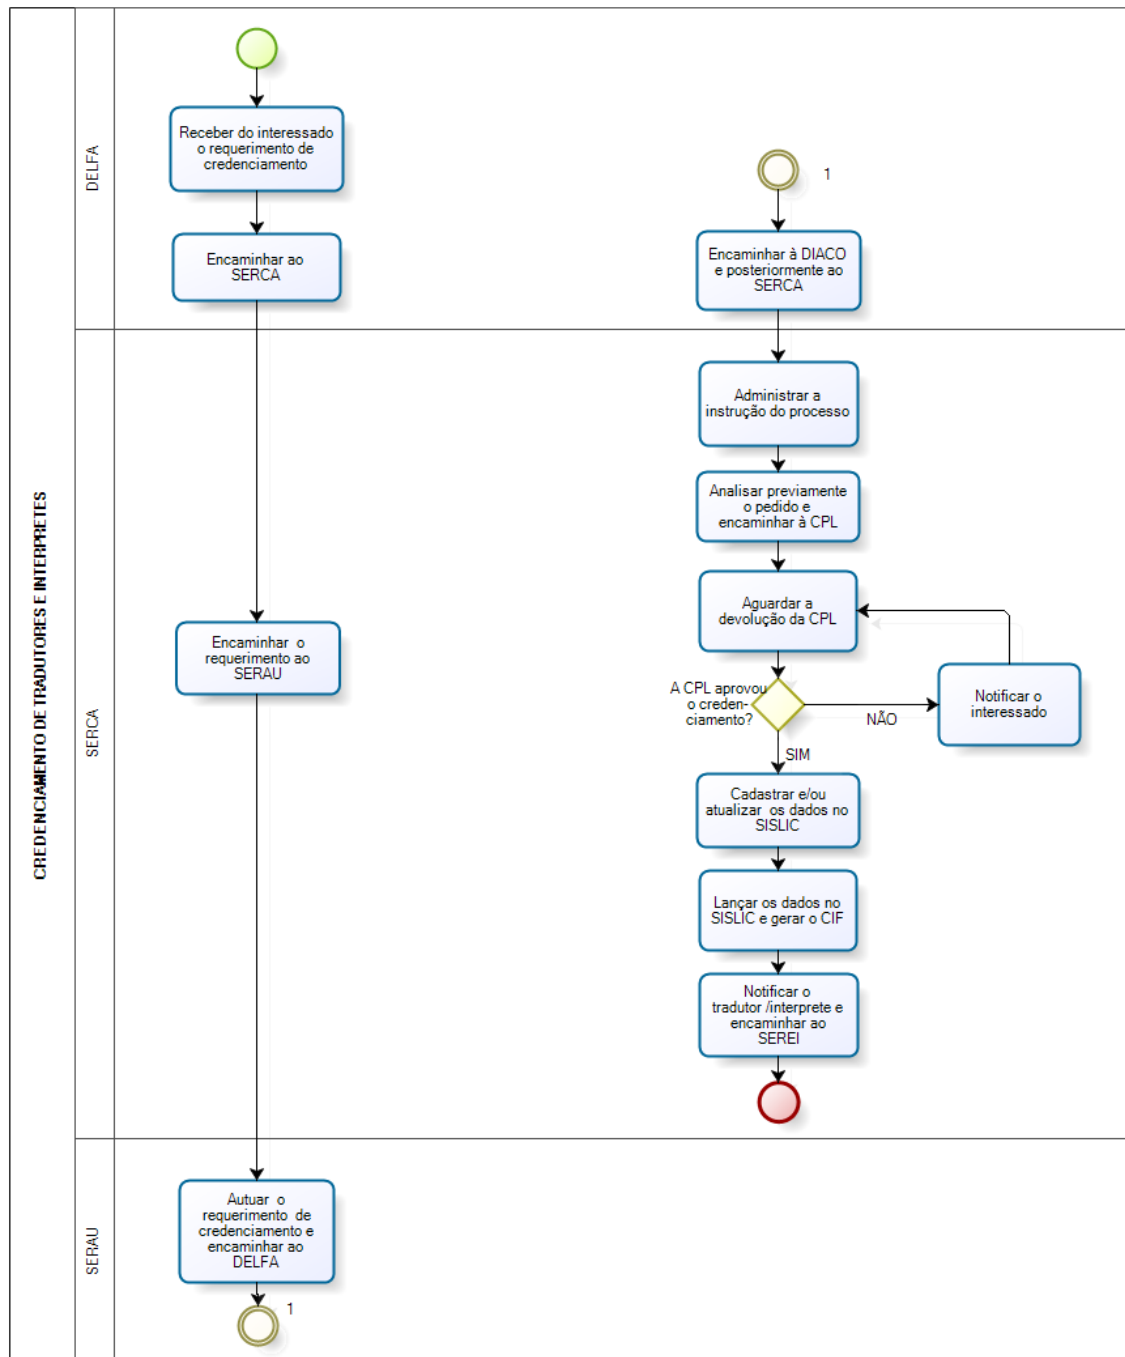 CREDENCIAMENTO DE TRADUTORES E INTERPRETES
DELFA
Receber do interessado
o requerimento de
credenciamento
Encaminhar ao
SERCA
1
Encaminhar à DIACO
e posteriormente ao
SERCA
SERCA
Encaminhar o
requerimento ao
SERAU
Administrar a
instrução do processo
Analisar previamente
o pedido e
encaminhar à CPL
Aguardar a
devolução da CPL
A CPL aprovou
o creden-
ciamento?
NÃO
Notificar o
interessado
SIM
Cadastrar e/ou
atualizar os dados no
SISLIC
Lançar os dados no
SISLIC e gerar o CIF
Notificar o
tradutor /interprete e
encaminhar ao
SEREI
SERAU
Autuar o
requerimento de
credenciamento e
encaminhar ao
DELFA
1